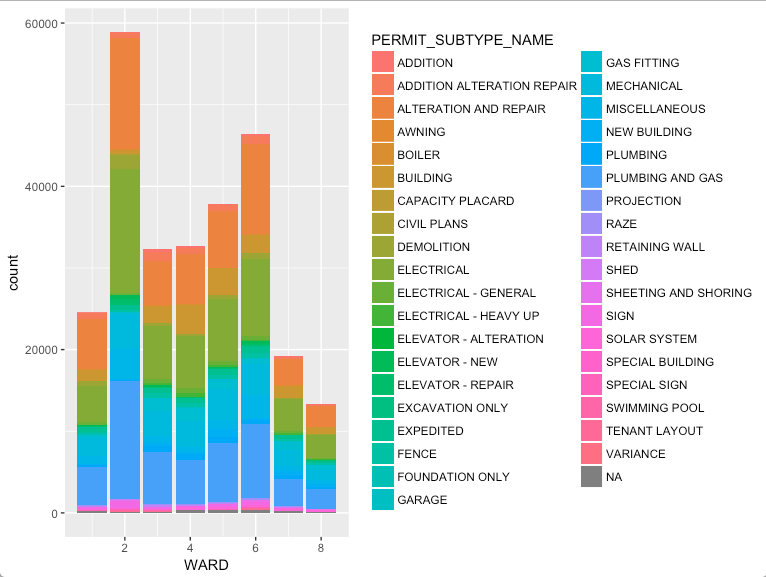 60000
40000
20000
0
count
2
4
6
8
WARD
PERMIT_SUBTYPE_NAME
ADDITION
ADDITION ALTERATION REPAIR
ALTERATION AND REPAIR
AWNING
BOILER
BUILDING
CAPACITY PLACARD
CIVIL PLANS
DEMOLITION
ELECTRICAL
ELECTRICAL - GENERAL
ELECTRICAL - HEAVY UP
ELEVATOR - ALTERATION
ELEVATOR - NEW
ELEVATOR - REPAIR
EXCAVATION ONLY
EXPEDITED
FENCE
FOUNDATION ONLY
GARAGE
GAS FITTING
MECHANICAL
MISCELLANEOUS
NEW BUILDING
PLUMBING
PLUMBING AND GAS
PROJECTION
RAZE
RETAINING WALL
SHED
SHEETING AND SHORING
SIGN
SOLAR SYSTEM
SPECIAL BUILDING
SPECIAL SIGN
SWIMMING POOL
TENANT LAYOUT
VARIANCE
NA